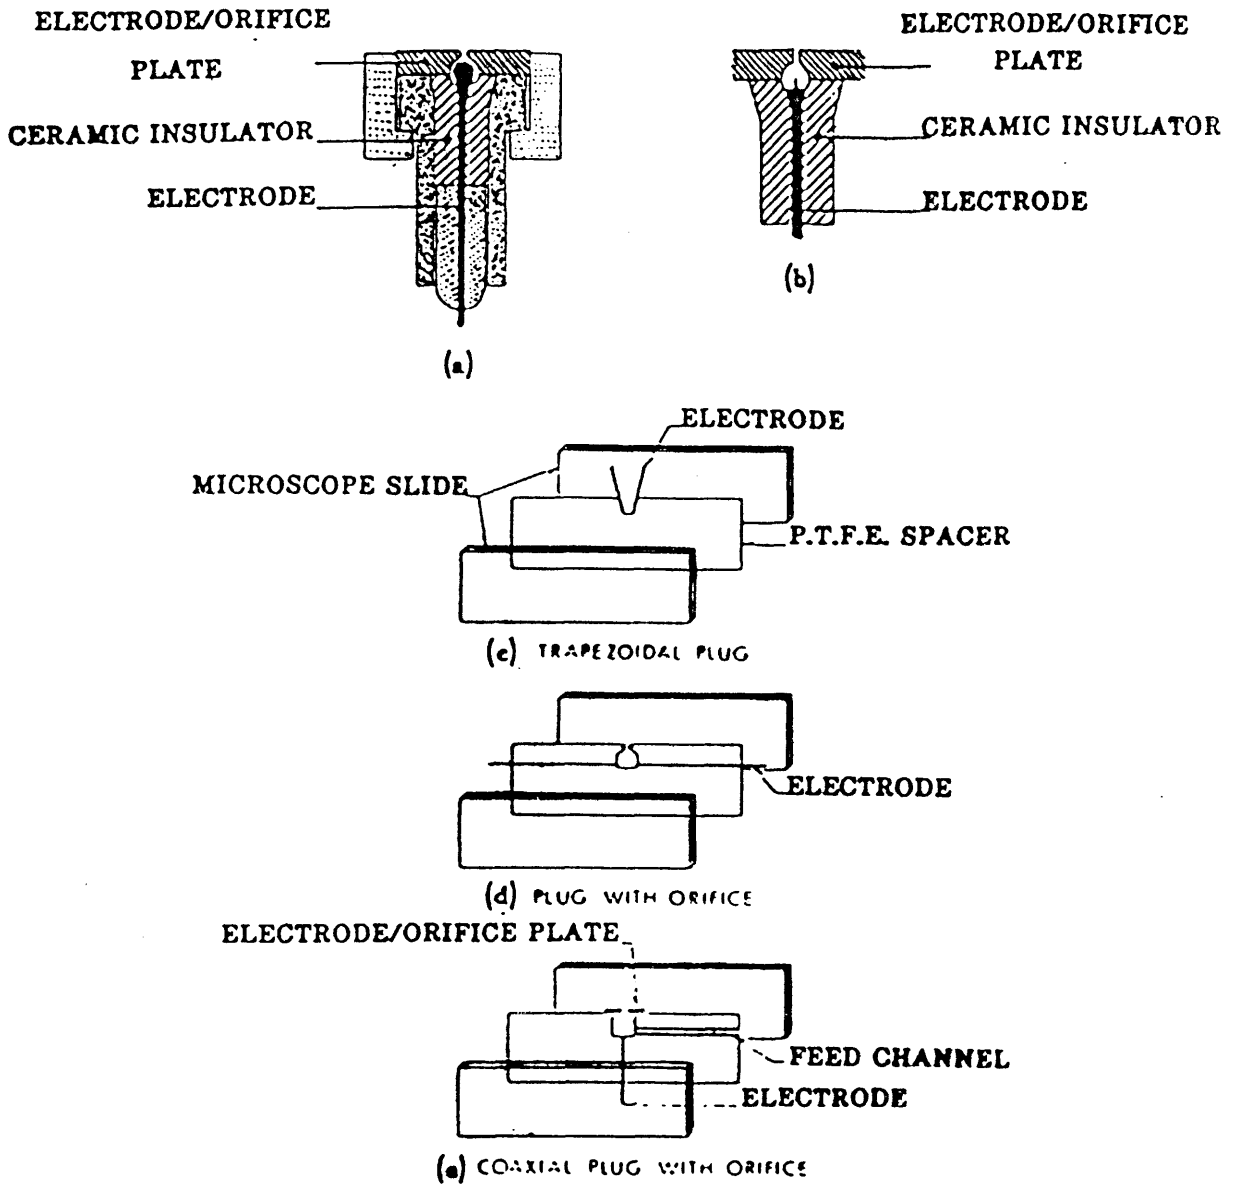 ELECTRODE/ORIFICE
PLATE
CERAMIC INSULATOR
ELECTRODE
(a)
ELECTRODE/ORIFICE
PLATE
CERAMIC INSULATOR
ELECTRODE
(b)
ELECTRODE
MICROSCOPE SLIDE
P.T.F.E. SPACER
(c) TRAPEZOIDAL PLUG
ELECTRODE
(d) PLUG WITH ORIFICE
ELECTRODE/ORIFICE PLATE
FEED CHANNEL
ELECTRODE
(e) COAXIAL PLUG WITH ORIFICE